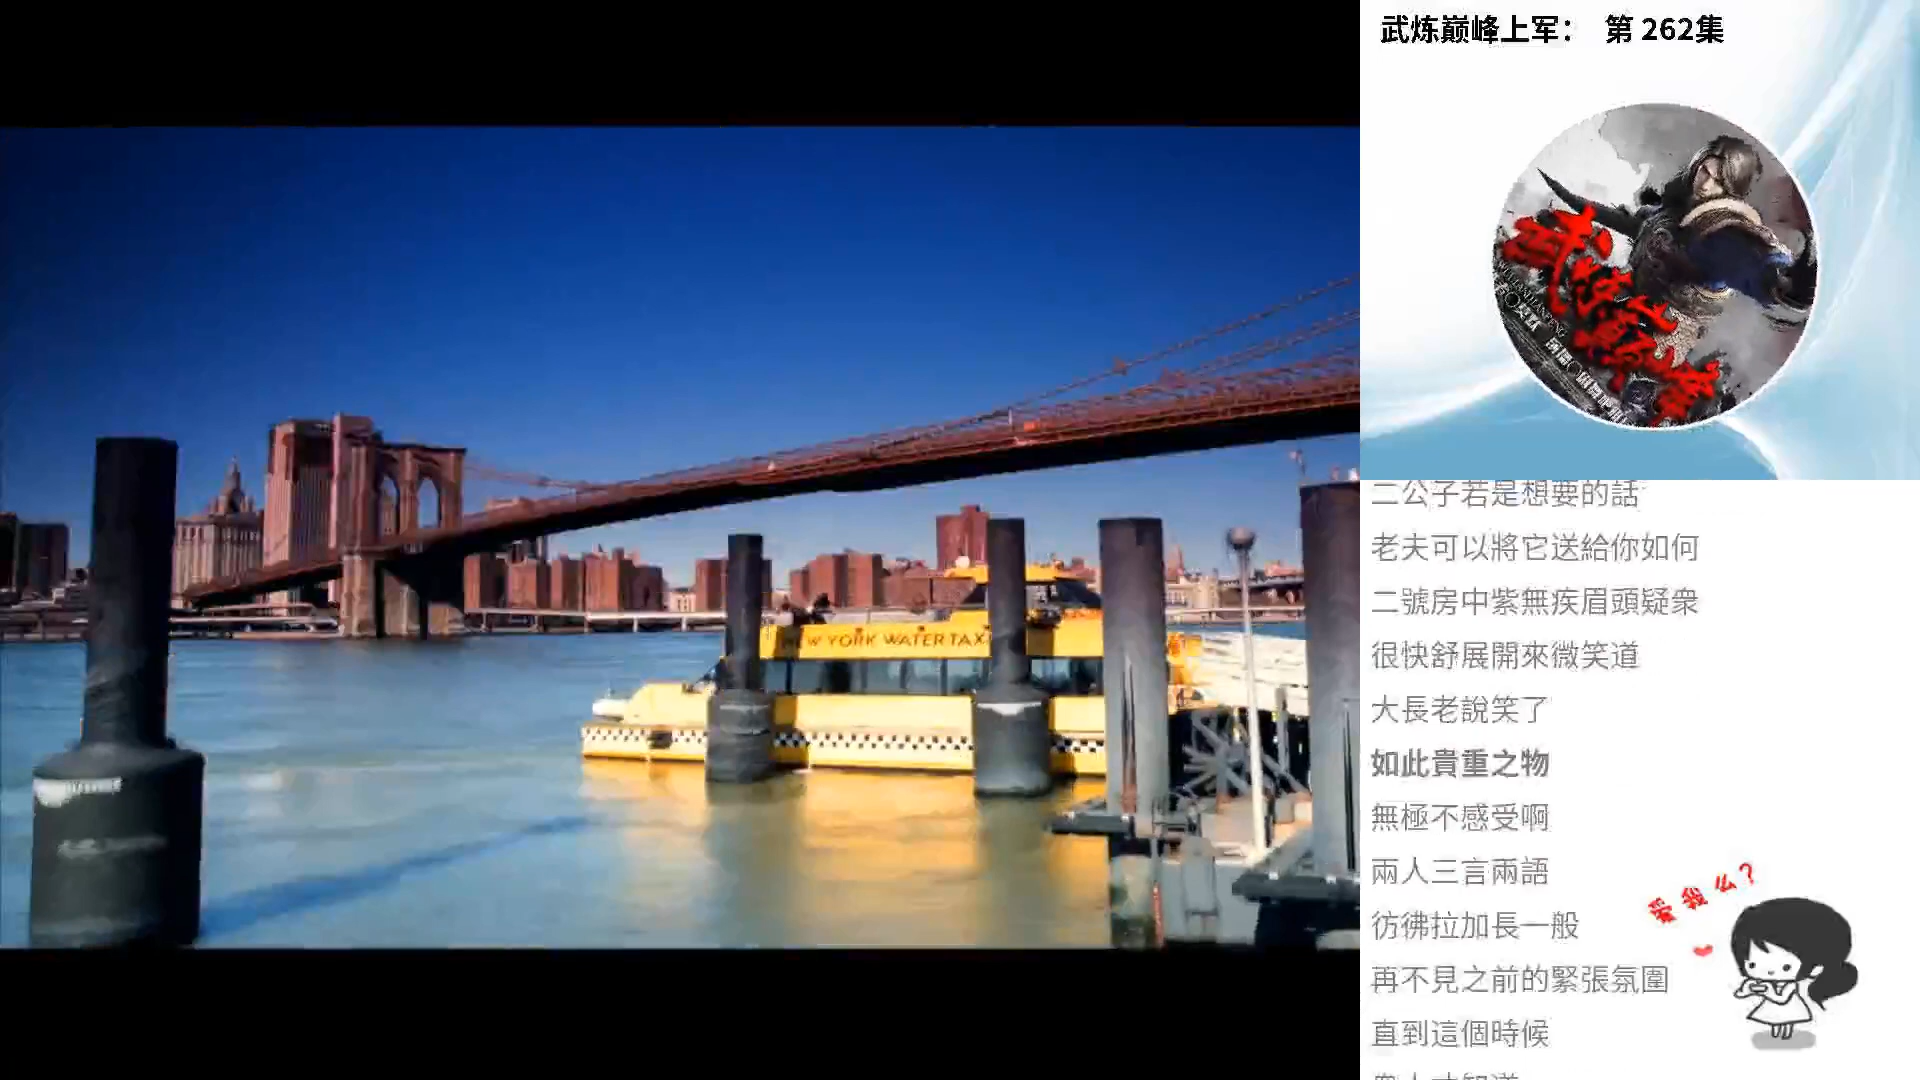 武炼巅峰上军： 第 262集
NEW YORK WATER TAXI
二公子若是想要的話
老夫可以將它送給你如何
二號房中紫無疾眉頭疑衆
很快舒展開來微笑道
大長老說笑了
如此貴重之物
無極不感受啊
兩人三言兩語
彷彿拉加長一般
再不見之前的緊張氛圍
直到這個時候
爱我么?